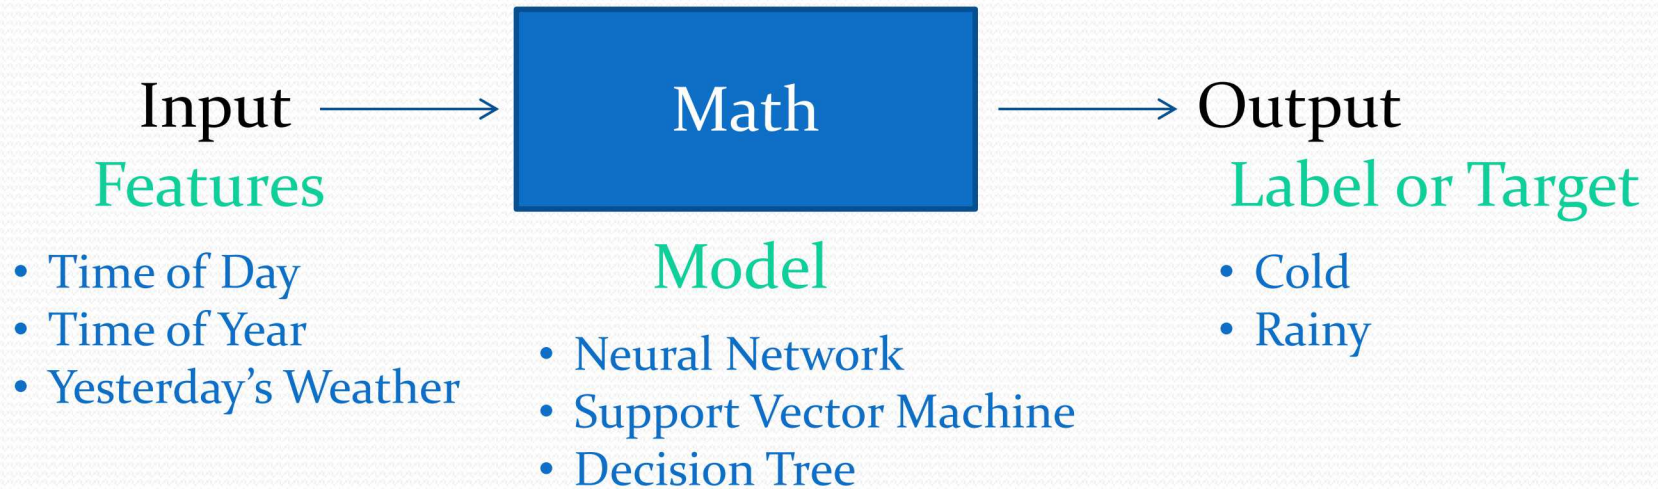 Input
Features
• Time of Day
• Time of Year
• Yesterday's Weather
Math
Model
• Neural Network
• Support Vector Machine
• Decision Tree
Output
Label or Target
• Cold
• Rainy